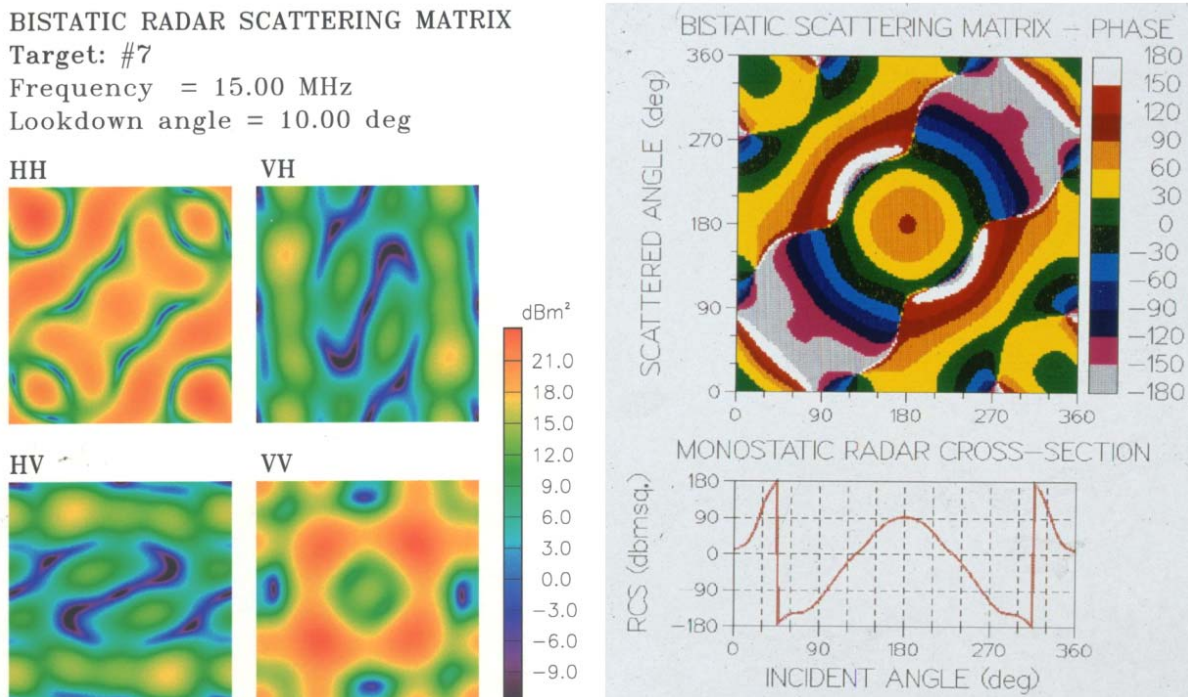 BISTATIC RADAR SCATTERING MATRIX
Target: #7
Frequency = 15.00 MHz
Lookdown angle = 10.00 deg
HH
VH
HV
VV
dBm²
21.0
18.0
15.0
12.0
9.0
6.0
3.0
0.0
−3.0
−6.0
−9.0
BISTATIC SCATTERING MATRIX − PHASE
SCATTERED ANGLE (deg)
360
270
180
90
0
0 90 180 270 360
180
150
120
90
60
30
0
−30
−60
−90
−120
−150
−180
MONOSTATIC RADAR CROSS−SECTION
RCS (dbmsq.)
180
90
0
−90
−180
0 90 180 270 360
INCIDENT ANGLE (deg)